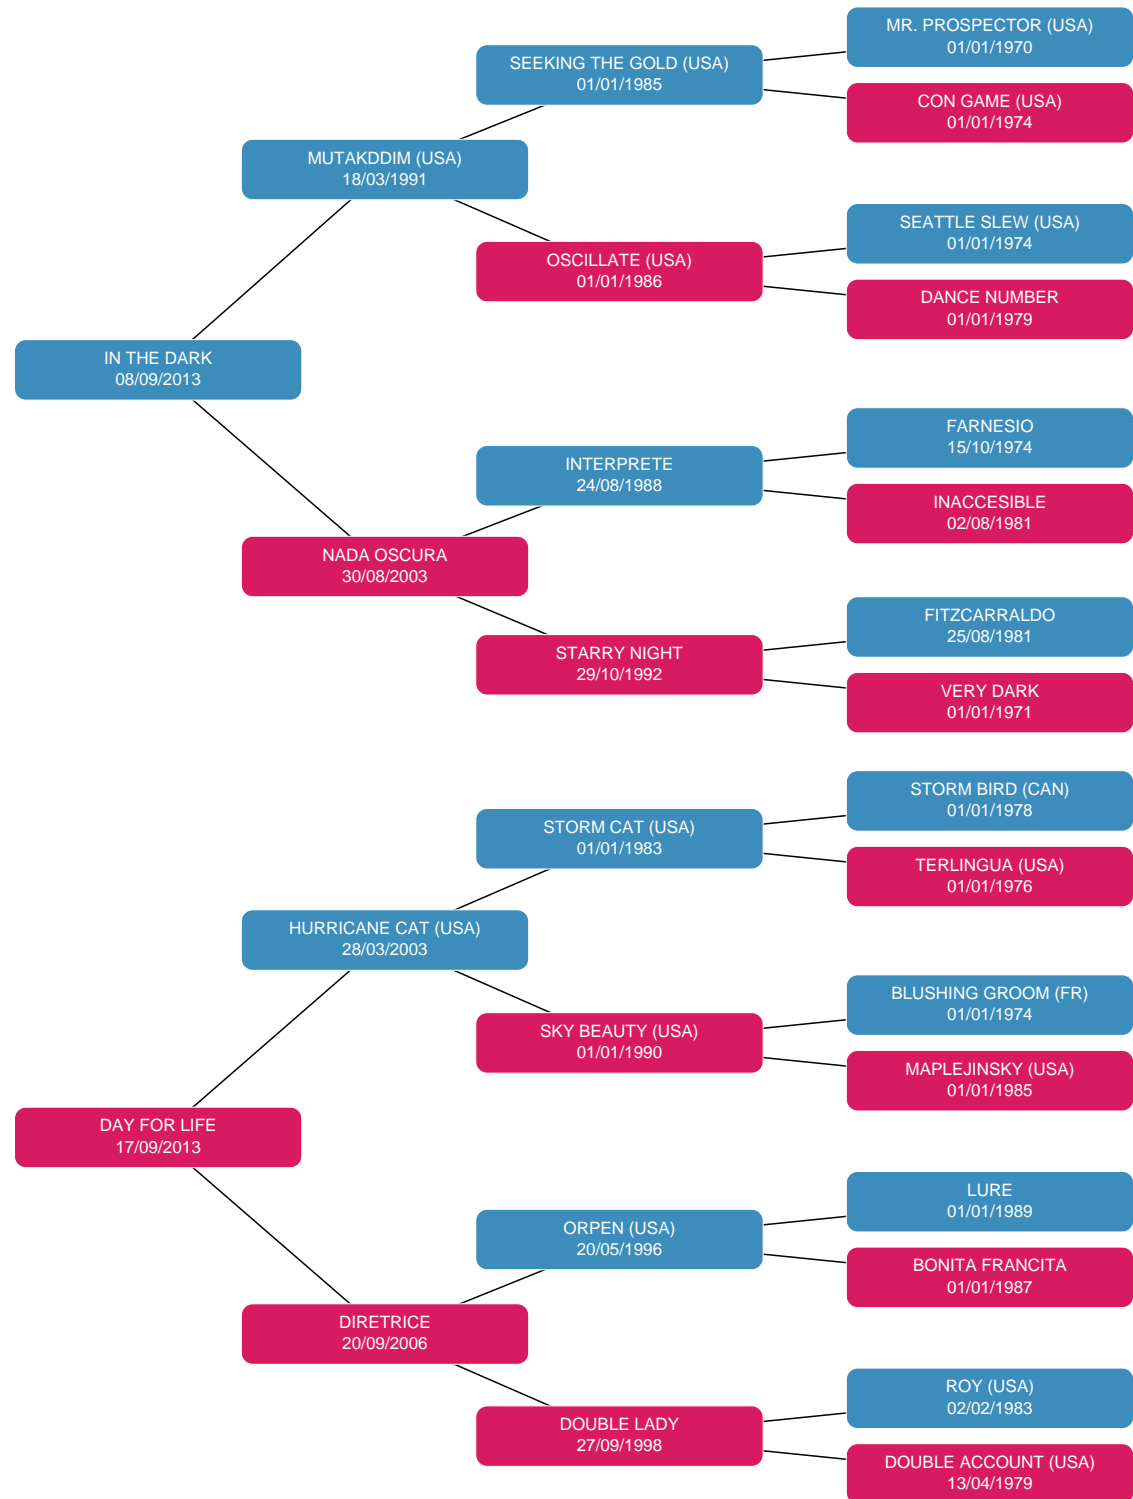 MR. PROSPECTOR (USA)
01/01/1970
SEEKING THE GOLD (USA)
01/01/1985
CON GAME (USA)
01/01/1974
MUTAKDDIM (USA)
18/03/1991
SEATTLE SLEW (USA)
01/01/1974
OSCILLATE (USA)
01/01/1986
DANCE NUMBER
01/01/1979
IN THE DARK
08/09/2013
FARNESIO
15/10/1974
INTERPRETE
24/08/1988
INACCESIBLE
02/08/1981
NADA OSCURA
30/08/2003
FITZCARRALDO
25/08/1981
STARRY NIGHT
29/10/1992
VERY DARK
01/01/1971
STORM BIRD (CAN)
01/01/1978
STORM CAT (USA)
01/01/1983
TERLINGUA (USA)
01/01/1976
HURRICANE CAT (USA)
28/03/2003
BLUSHING GROOM (FR)
01/01/1974
SKY BEAUTY (USA)
01/01/1990
MAPLEJINSKY (USA)
01/01/1985
DAY FOR LIFE
17/09/2013
LURE
01/01/1989
ORPEN (USA)
20/05/1996
BONITA FRANCITA
01/01/1987
DIRETRICE
20/09/2006
ROY (USA)
02/02/1983
DOUBLE LADY
27/09/1998
DOUBLE ACCOUNT (USA)
13/04/1979